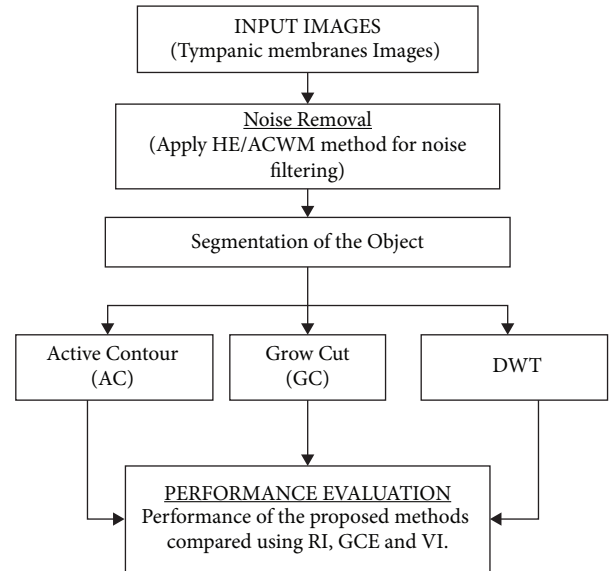 INPUT IMAGES
(Tympanic membranes Images)
Noise Removal
(Apply HE/ACWM method for noise
filtering)
Segmentation of the Object
Active Contour
(AC)
Grow Cut
(GC)
DWT
PERFORMANCE EVALUATION
Performance of the proposed methods
compared using RI, GCE and VI.